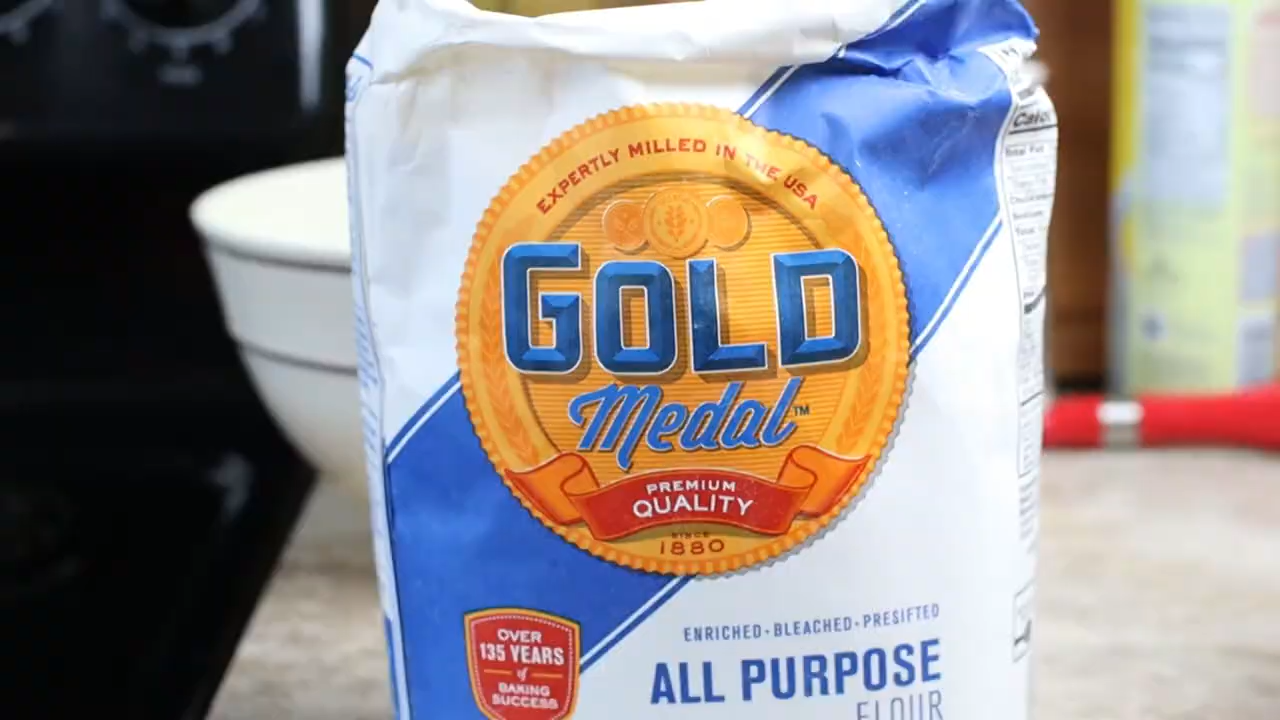 EXPERTLY MILLED IN THE USA
GOLD
Medal™
PREMIUM
QUALITY
SINCE
1880
OVER
135 YEARS
of
BAKING
SUCCESS
ENRICHED • BLEACHED • PRESIFTED
ALL PURPOSE
FLOUR